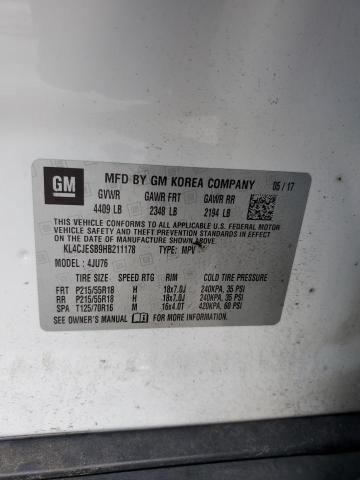 GM
MFD BY GM KOREA COMPANY 05 / 17
GVWR GAWR FRT GAWR RR
4409 LB 2348 LB 2194 LB
THIS VEHICLE CONFORMS TO ALL APPLICABLE U.S. FEDERAL MOTOR
VEHICLE SAFETY, BUMPER, AND THEFT PREVENTION STANDARDS IN
EFFECT ON THE DATE OF MANUFACTURE SHOWN ABOVE.
KL4CJESB9HB211178 TYPE: MPV
MODEL : 4JU76
TIRE SIZE SPEED RTG RIM COLD TIRE PRESSURE
FRT P215/55R18 H 18x7.0J 240KPA, 35 PSI
RR P215/55R18 H 18x7.0J 240KPA, 35 PSI
SPA T125/70R16 M 16x4.0T 420KPA, 60 PSI
SEE OWNER'S MANUAL FOR ADDITIONAL INFORMATION.